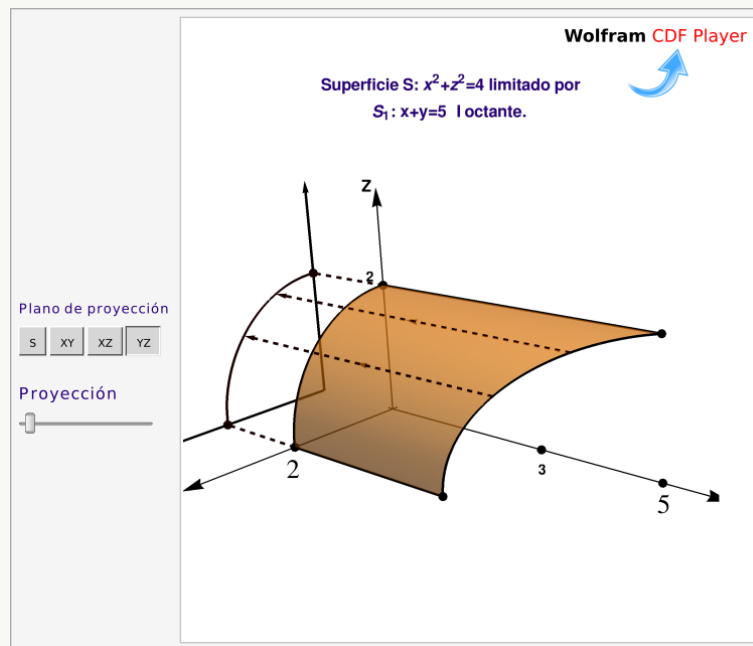 Wolfram CDF Player
Superficie S: x²+z²=4 limitado por
S₁: x+y=5 I octante.
Z
2
Plano de proyección
S XY XZ YZ
Proyección
2
3
5